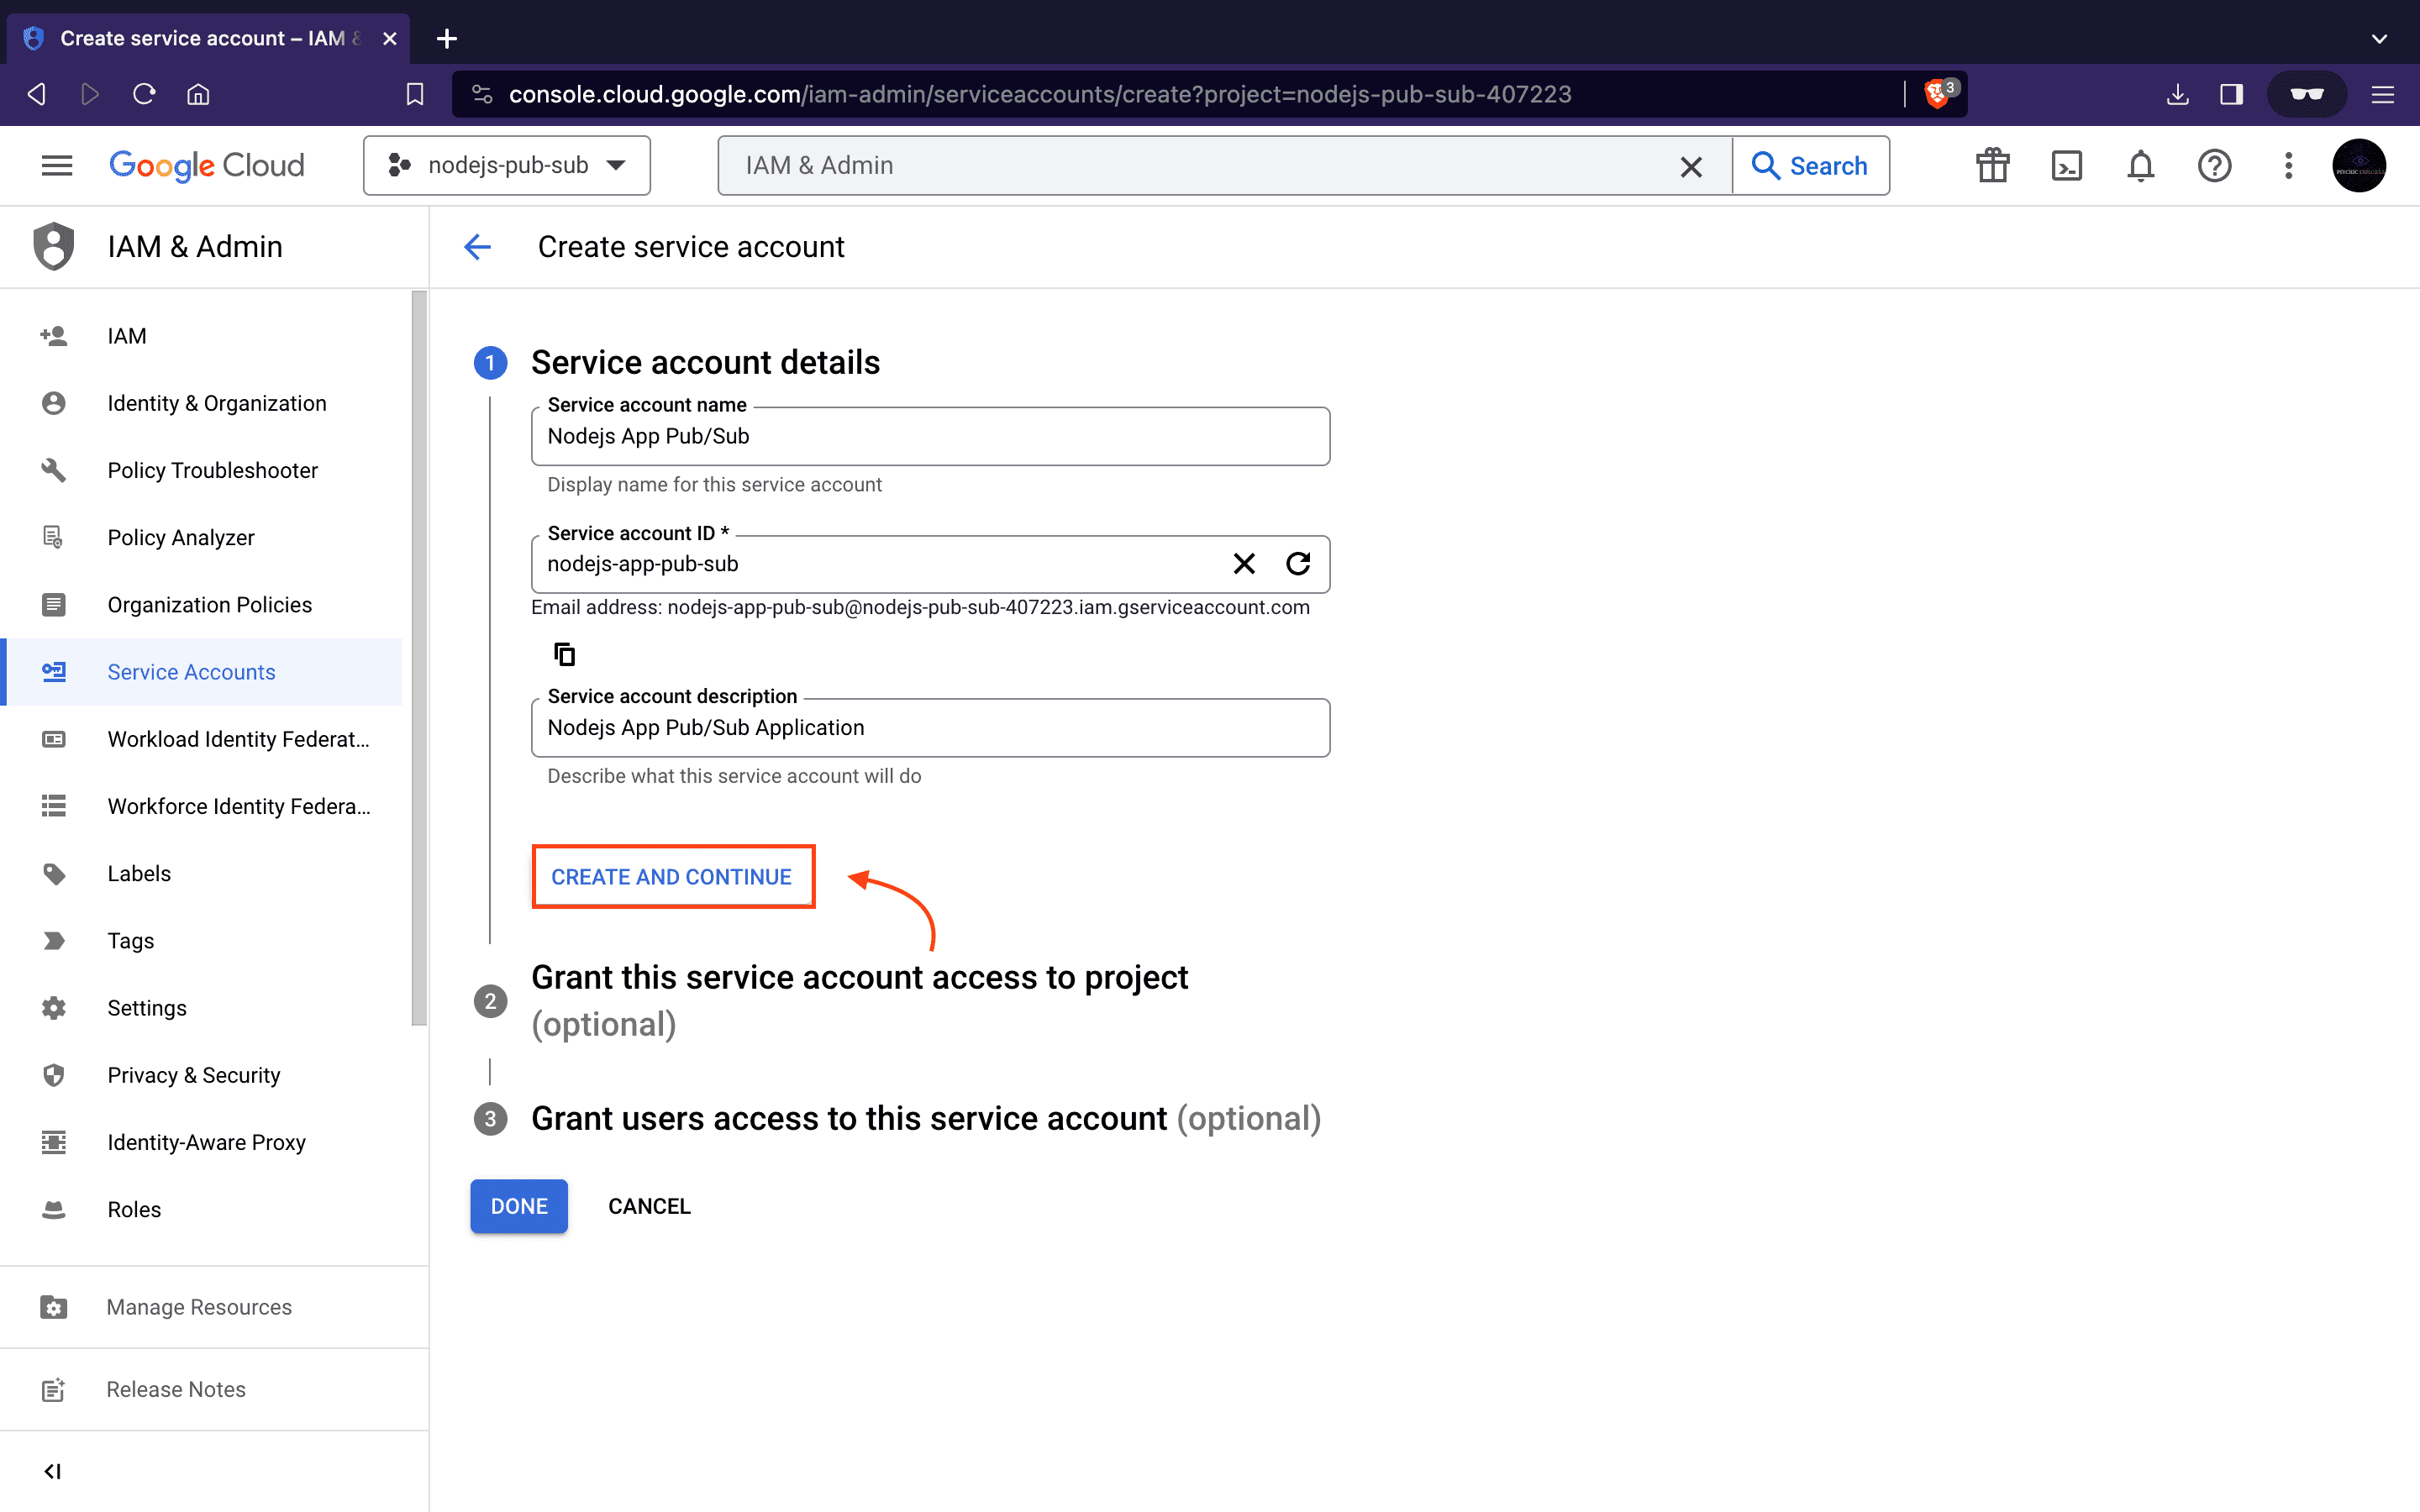 Create service account – IAM &
console.cloud.google.com/iam-admin/serviceaccounts/create?project=nodejs-pub-sub-407223
3
Google Cloud
nodejs-pub-sub
IAM & Admin
Search
IAM & Admin
Create service account
IAM
Identity & Organization
Policy Troubleshooter
Policy Analyzer
Organization Policies
Service Accounts
Workload Identity Federat...
Workforce Identity Federa...
Labels
Tags
Settings
Privacy & Security
Identity-Aware Proxy
Roles
Manage Resources
Release Notes
1
Service account details
Service account name
Nodejs App Pub/Sub
Display name for this service account
Service account ID *
nodejs-app-pub-sub
Email address: nodejs-app-pub-sub@nodejs-pub-sub-407223.iam.gserviceaccount.com
Service account description
Nodejs App Pub/Sub Application
Describe what this service account will do
CREATE AND CONTINUE
2
Grant this service account access to project
(optional)
3
Grant users access to this service account (optional)
DONE
CANCEL